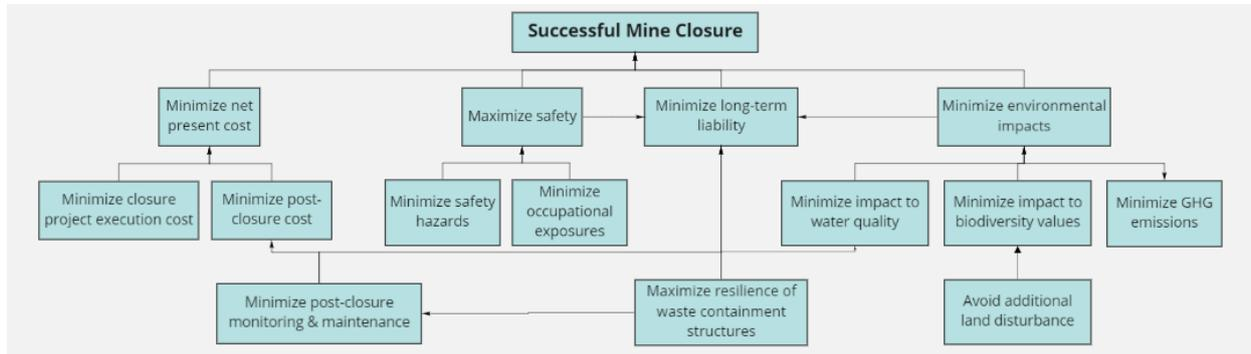 Successful Mine Closure
Minimize net
present cost
Maximize safety
Minimize long-term
liability
Minimize environmental
impacts
Minimize closure
project execution cost
Minimize post-
closure cost
Minimize safety
hazards
Minimize
occupational
exposures
Minimize impact to
water quality
Minimize impact to
biodiversity values
Minimize GHG
emissions
Minimize post-closure
monitoring & maintenance
Maximize resilience of
waste containment
structures
Avoid additional
land disturbance